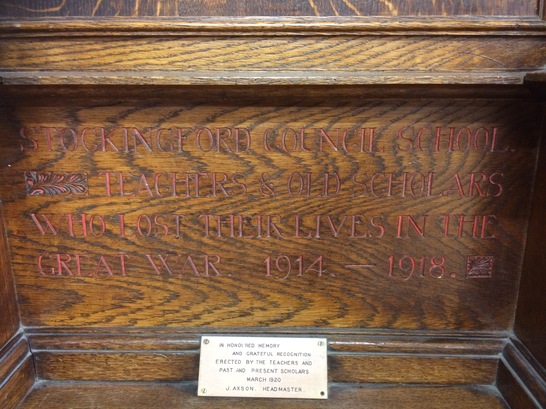 STOCKINGFORD COUNCIL SCHOOL.
TEACHERS & OLD SCHOLARS
WHO LOST THEIR LIVES IN THE
GREAT WAR 1914. — 1918.
IN HONOURED MEMORY
AND GRATEFUL RECOGNITION
ERECTED BY THE TEACHERS AND
PAST AND PRESENT SCHOLARS
MARCH 1920
J. AXSON, HEADMASTER.